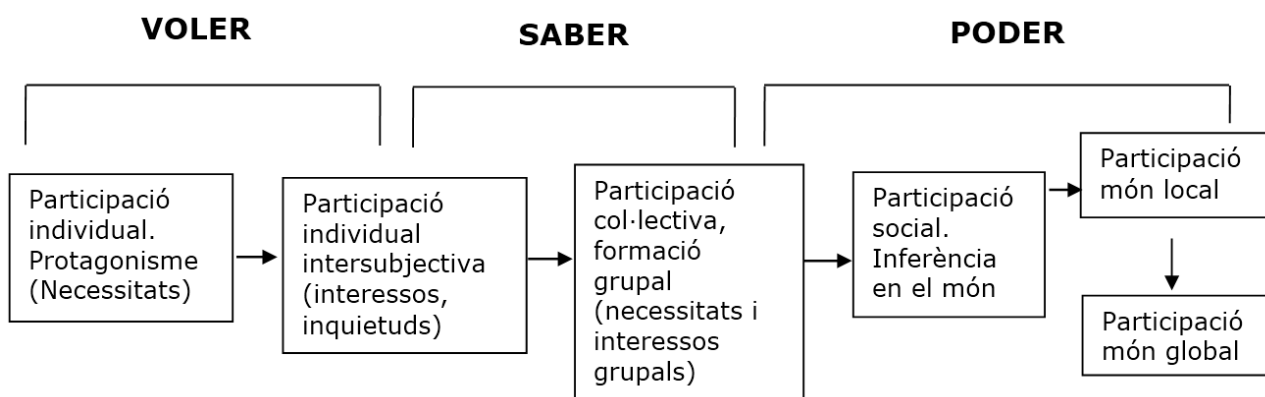 VOLER
SABER
PODER
Participació
individual.
Protagonisme
(Necessitats)
Participació
individual
intersubjectiva
(interessos,
inquietuds)
Participació
col·lectiva,
formació
grupal
(necessitats i
interessos
grupals)
Participació
social.
Inferència
en el món
Participació
món local
Participació
món global